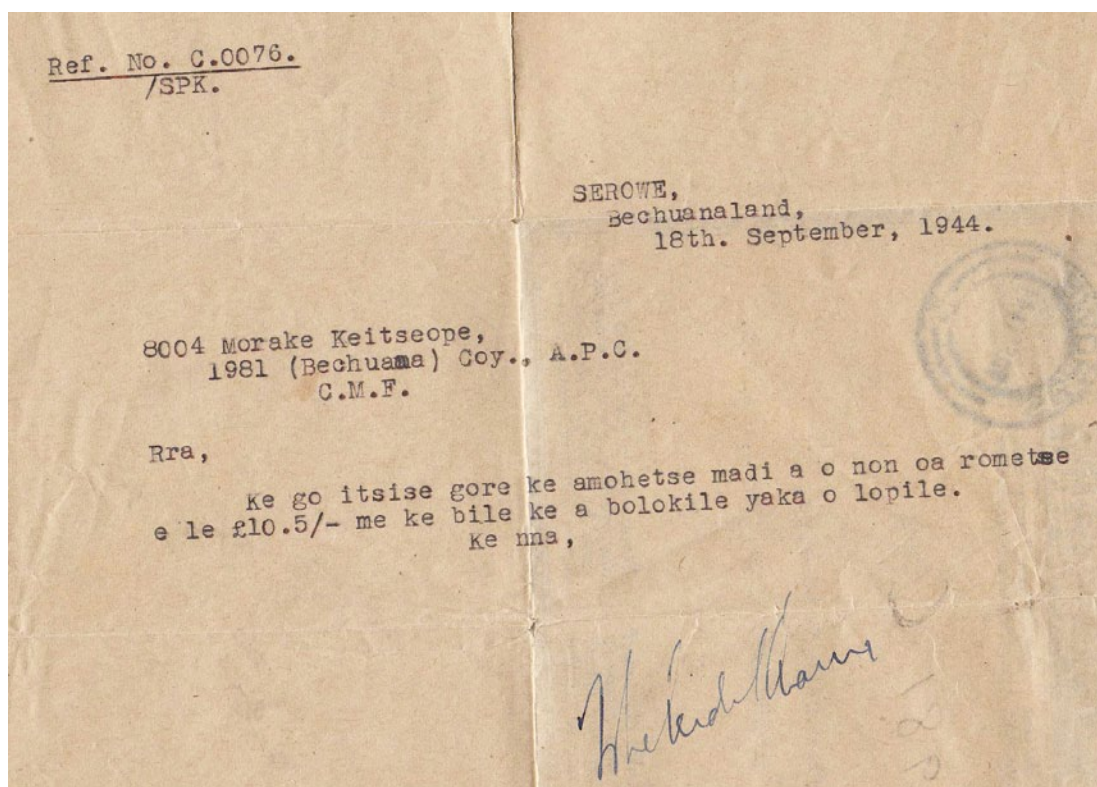 Ref. No. C.0076.
/SPK.
SEROWE,
Bechuanaland,
18th. September, 1944.
8004 Morake Keitseope,
1981 (Bechuama) Coy., A.P.C.
C.M.F.
Rra,
Ke go itsise gore ke amohetse madi a o non oa rometse
e le £10.5/- me ke bile ke a bolokile yaka o lopile.
Ke nna,